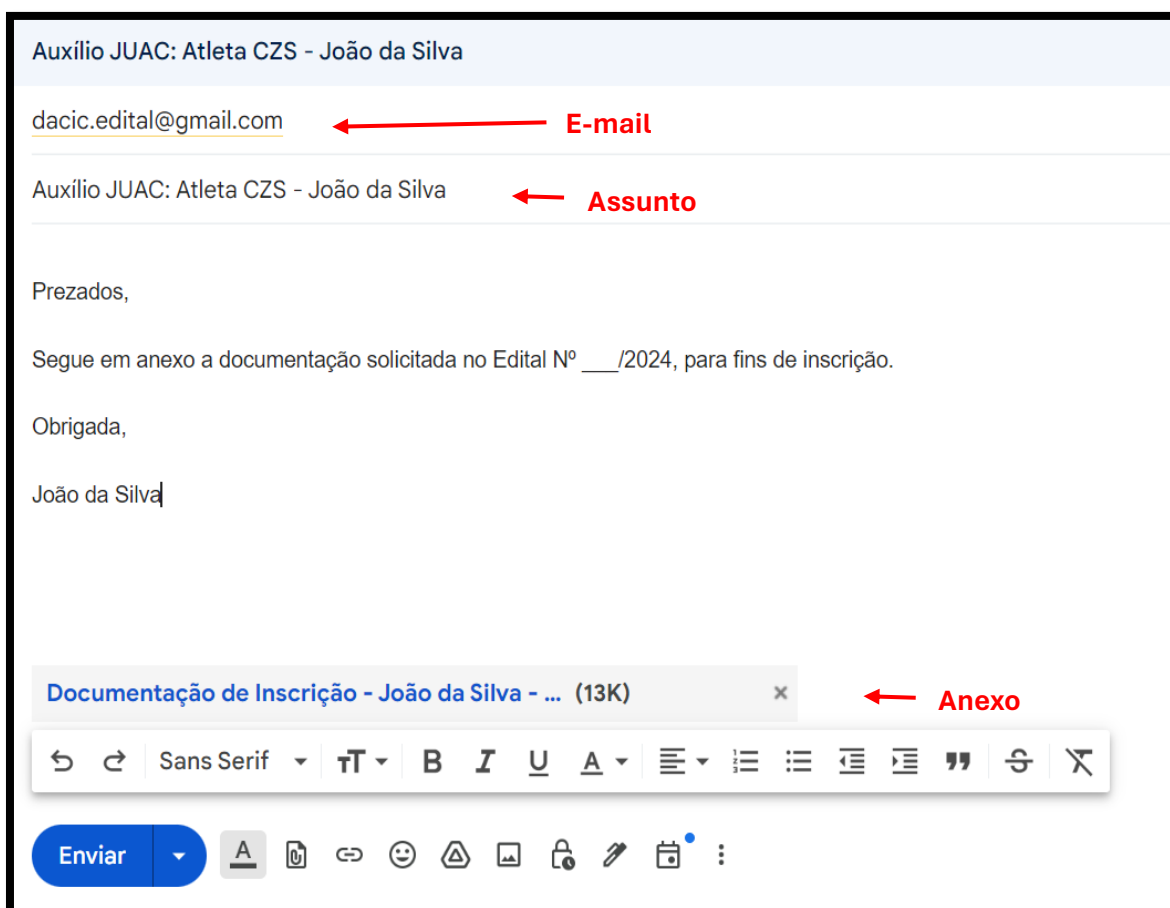 Auxílio JUAC: Atleta CZS - João da Silva
dacic.edital@gmail.com
E-mail
Auxílio JUAC: Atleta CZS - João da Silva
Assunto
Prezados,
Segue em anexo a documentação solicitada no Edital Nº ___/2024, para fins de inscrição.
Obrigada,
João da Silva
Documentação de Inscrição - João da Silva - ... (13K)
Anexo
Sans Serif
Enviar